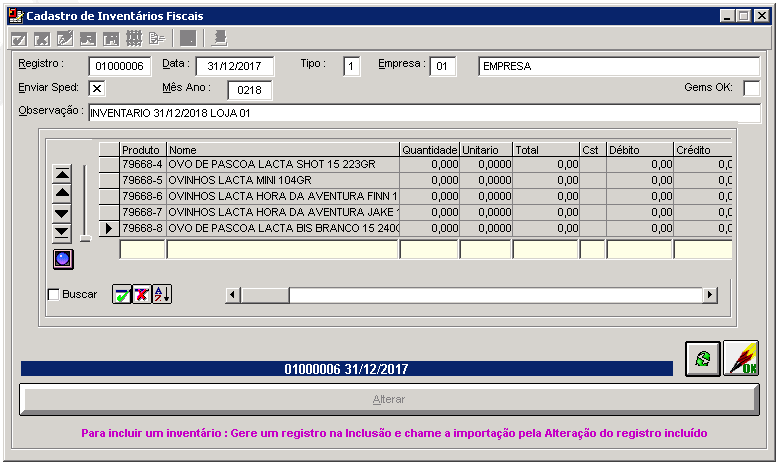 Cadastro de Inventários Fiscais
Registro : 01000006 Data : 31/12/2017 Tipo : 1 Empresa : 01 EMPRESA
Enviar Sped: Mês Ano : 0218 Gems OK:
Observação : INVENTARIO 31/12/2018 LOJA 01
Produto Nome Quantidade Unitario Total Cst Débito Crédito
79668-4 OVO DE PASCOA LACTA SHOT 15 223GR 0,000 0,0000 0,00 0,00 0,0
79668-5 OVINHOS LACTA MINI 104GR 0,000 0,0000 0,00 0,00 0,0
79668-6 OVINHOS LACTA HORA DA AVENTURA FINN 1 0,000 0,0000 0,00 0,00 0,0
79668-7 OVINHOS LACTA HORA DA AVENTURA JAKE 0,000 0,0000 0,00 0,00 0,0
79668-8 OVO DE PASCOA LACTA BIS BRANCO 15 240 0,000 0,0000 0,00 0,00 0,0
Buscar
01000006 31/12/2017
OK
Alterar
Para incluir um inventário : Gere um registro na Inclusão e chame a importação pela Alteração do registro incluído